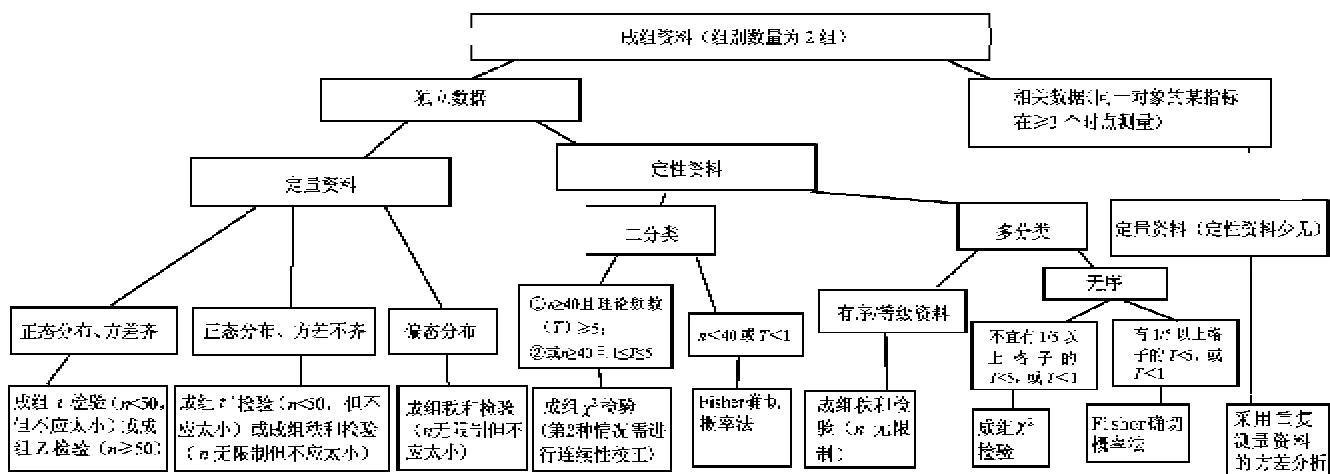 成组资料（组别数量为2组）
独立数据
相关数据(同一对象的某指标
在≥3个时点测量）
定量资料
定性资料
二分类
多分类
定量资料（定性资料少见）
无序
正态分布、方差齐
正态分布、方差不齐
偏态分布
①n≥40且理论频数
（T）≥5；
②或n≥40且1≤T≤5
n<40或T<1
有序/等级资料
不宜有1/5以
上格子的
T<5，或T<1
有1/5以上格
子的T<5，或
T<1
成组t检验（n<50，
但不应太小）或成
组Z检验（n≥50）
成组t'检验（n<50，但不
应太小）或成组秩和检验
（n无限制但不应太小）
成组秩和检验
（n无限制但不
应太小）
成组χ²检验
（第2种情况需进
行连续性校正）
Fisher确切
概率法
成组秩和检
验（n无限
制）
成组χ²
检验
Fisher确切
概率法
采用重复
测量资料
的方差分析